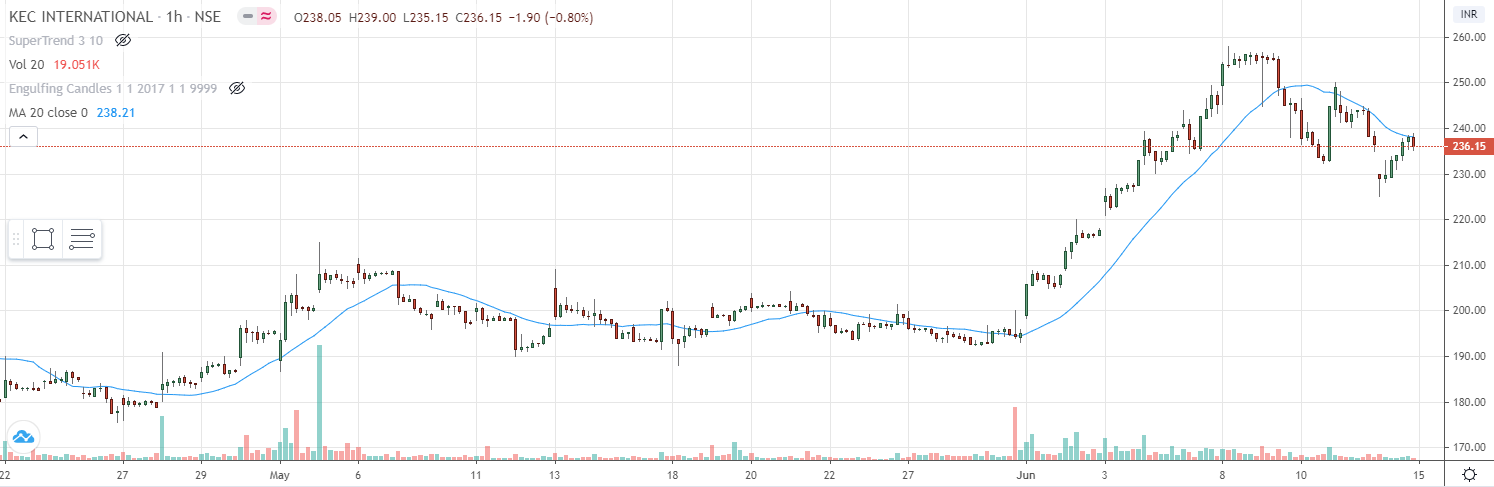 KEC INTERNATIONAL · 1h · NSE O238.05 H239.00 L235.15 C236.15 −1.90 (−0.80%)
INR
SuperTrend 3 10
Vol 20 19.051K
Engulfing Candles 1 1 2017 1 1 9999
MA 20 close 0 238.21
260.00
250.00
240.00
236.15
230.00
220.00
210.00
200.00
190.00
180.00
170.00
22 27 29 May 6 11 13 18 20 22 27 Jun 3 8 10 15